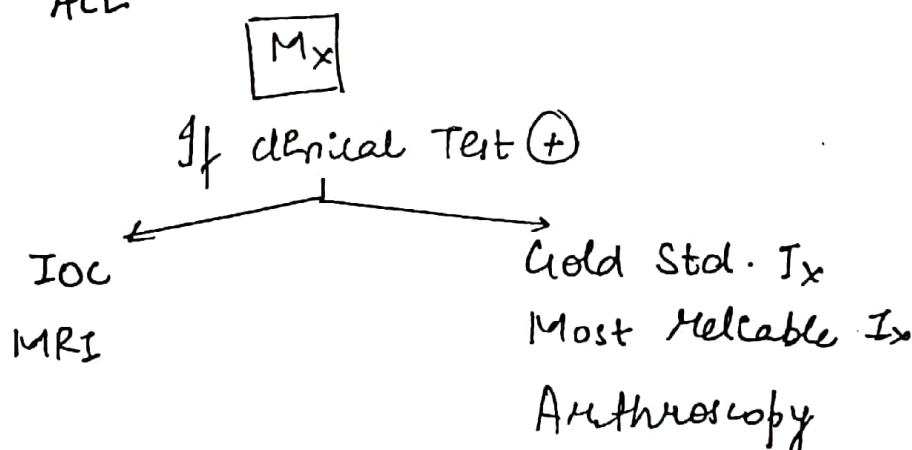 ACL
Mx
If clinical Test +
IOC
MRI
Gold Std. Ix
Most reliable Ix
Arthroscopy